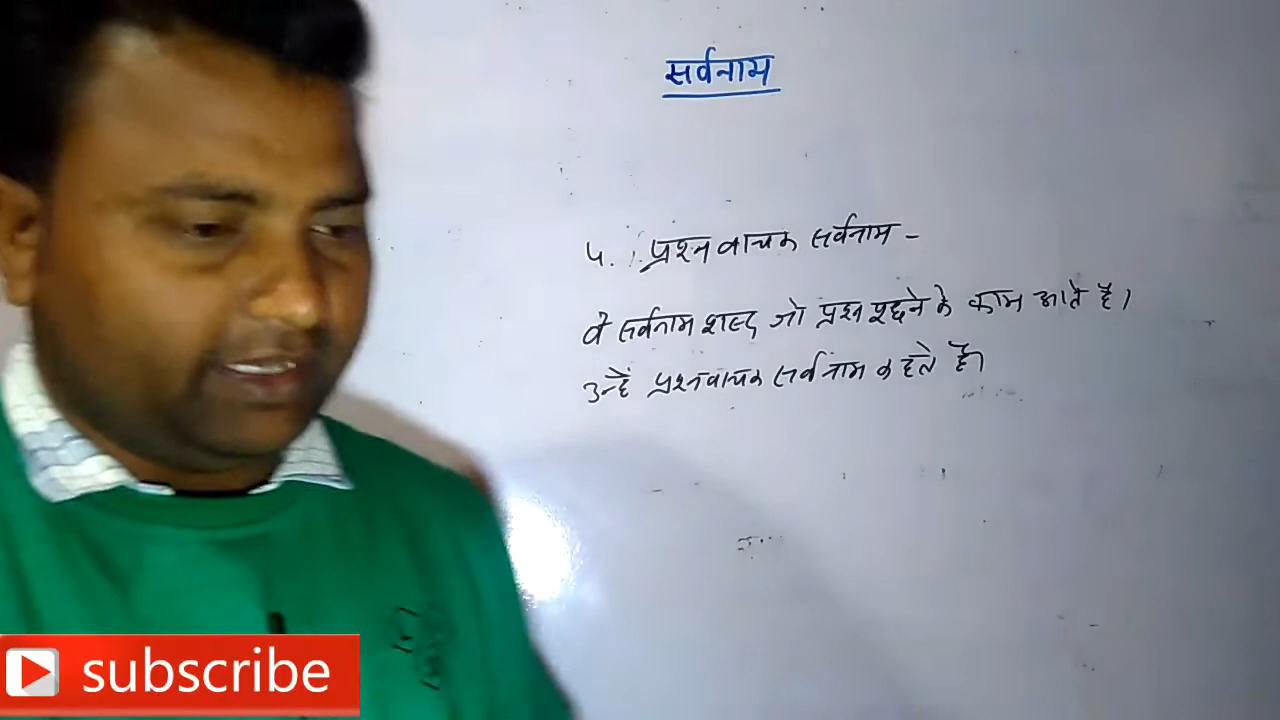 सर्वनाम
५. प्रश्नवाचक सर्वनाम -
वे सर्वनाम शब्द जो प्रश्न पूछने के काम आते है।
उन्हें प्रश्नवाचक सर्वनाम कहते है।
subscribe